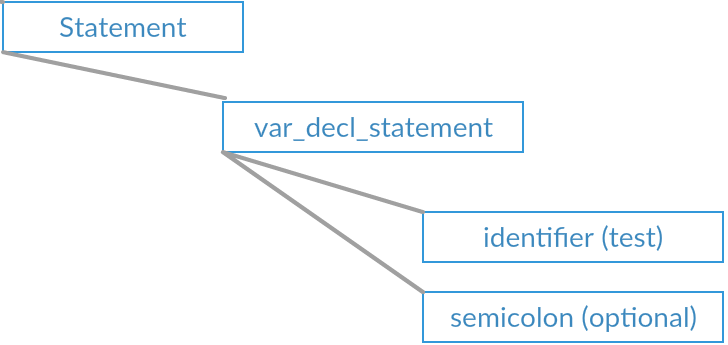 Statement
var_decl_statement
identifier (test)
semicolon (optional)